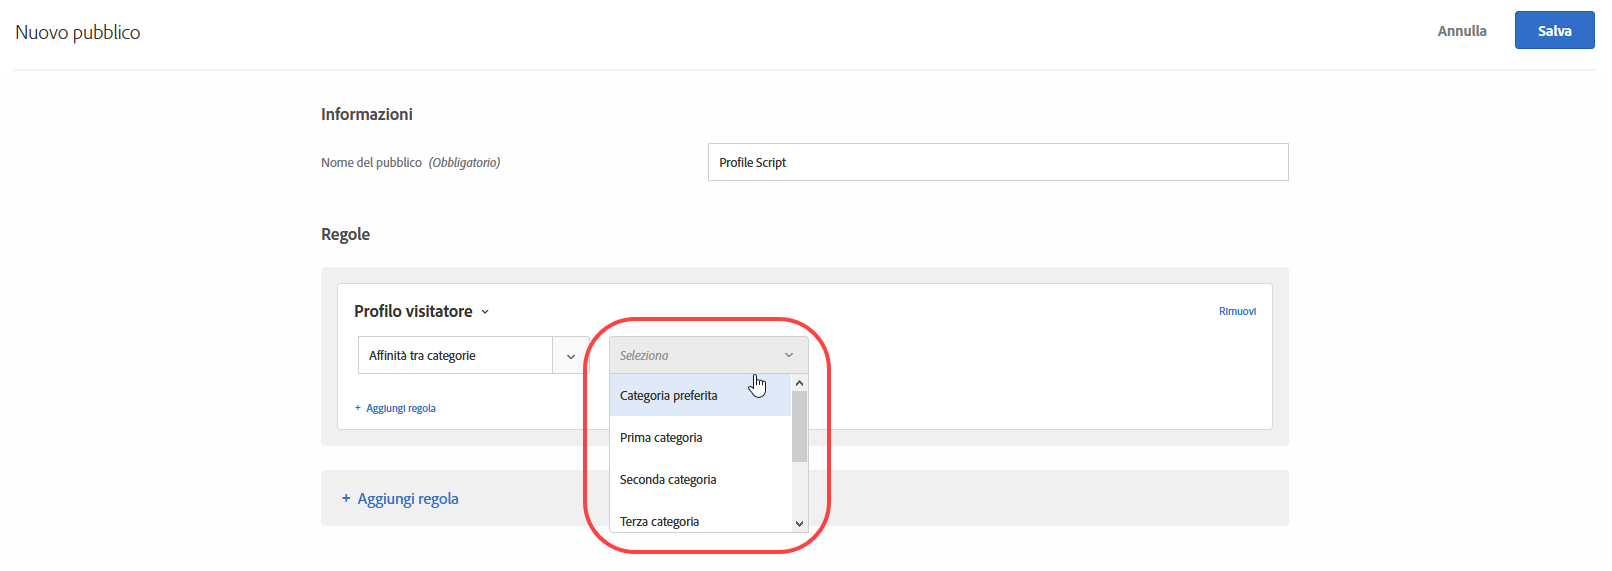 Nuovo pubblico
Annulla
Salva
Informazioni
Nome del pubblico (Obbligatorio)
Profile Script
Regole
Profilo visitatore
Rimuovi
Affinità tra categorie
Seleziona
Categoria preferita
+ Aggiungi regola
Prima categoria
Seconda categoria
+ Aggiungi regola
Terza categoria